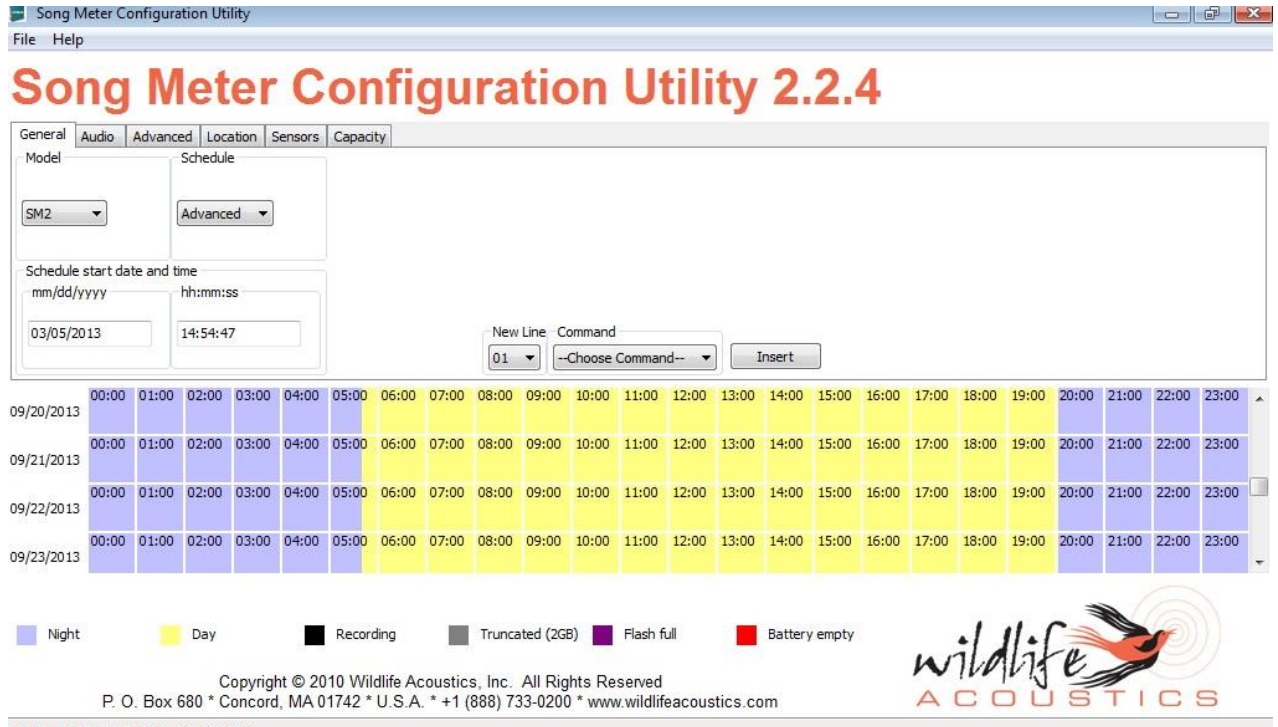 Song Meter Configuration Utility
File Help
Song Meter Configuration Utility 2.2.4
General Audio Advanced Location Sensors Capacity
Model Schedule
SM2 Advanced
Schedule start date and time
mm/dd/yyyy hh:mm:ss
03/05/2013 14:54:47
New Line Command
01 --Choose Command-- Insert
00:00 01:00 02:00 03:00 04:00 05:00 06:00 07:00 08:00 09:00 10:00 11:00 12:00 13:00 14:00 15:00 16:00 17:00 18:00 19:00 20:00 21:00 22:00 23:00
09/20/2013
00:00 01:00 02:00 03:00 04:00 05:00 06:00 07:00 08:00 09:00 10:00 11:00 12:00 13:00 14:00 15:00 16:00 17:00 18:00 19:00 20:00 21:00 22:00 23:00
09/21/2013
00:00 01:00 02:00 03:00 04:00 05:00 06:00 07:00 08:00 09:00 10:00 11:00 12:00 13:00 14:00 15:00 16:00 17:00 18:00 19:00 20:00 21:00 22:00 23:00
09/22/2013
00:00 01:00 02:00 03:00 04:00 05:00 06:00 07:00 08:00 09:00 10:00 11:00 12:00 13:00 14:00 15:00 16:00 17:00 18:00 19:00 20:00 21:00 22:00 23:00
09/23/2013
Night Day Recording Truncated (2GB) Flash full Battery empty
wildlife
ACOUSTICS
Copyright © 2010 Wildlife Acoustics, Inc. All Rights Reserved
P. O. Box 680 * Concord, MA 01742 * U.S.A. * +1 (888) 733-0200 * www.wildlifeacoustics.com